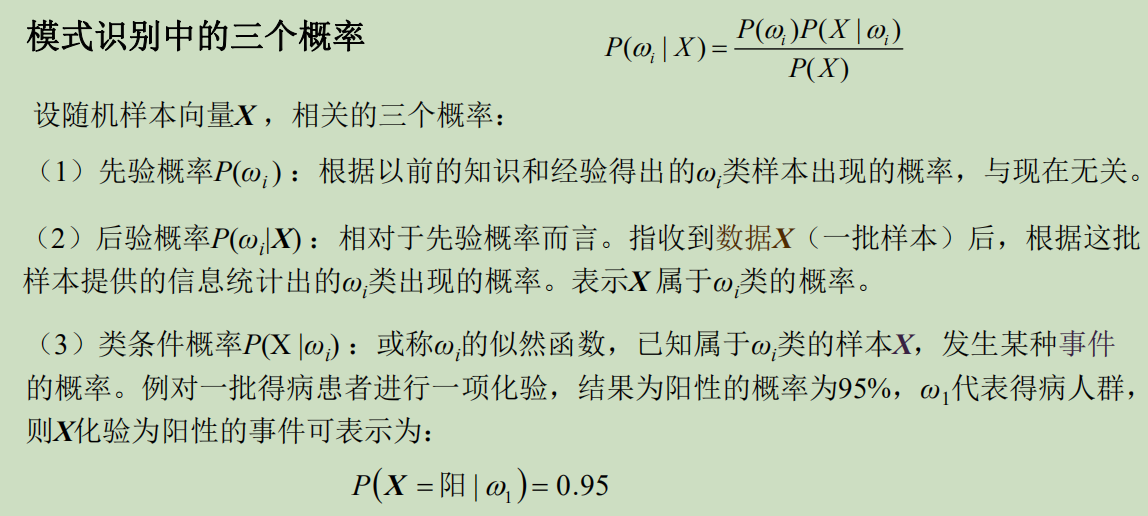 模式识别中的三个概率
P(ωᵢ | X) = P(ωᵢ)P(X | ωᵢ) / P(X)
设随机样本向量X，相关的三个概率：
（1）先验概率P(ωᵢ)：根据以前的知识和经验得出的ωᵢ类样本出现的概率，与现在无关。
（2）后验概率P(ωᵢ|X)：相对于先验概率而言。指收到数据X（一批样本）后，根据这批
样本提供的信息统计出的ωᵢ类出现的概率。表示X 属于ωᵢ类的概率。
（3）类条件概率P(X |ωᵢ)：或称ωᵢ的似然函数，已知属于ωᵢ类的样本X，发生某种事件
的概率。例对一批得病患者进行一项化验，结果为阳性的概率为95%，ω₁代表得病人群，
则X化验为阳性的事件可表示为：
P(X = 阳 | ω₁) = 0.95